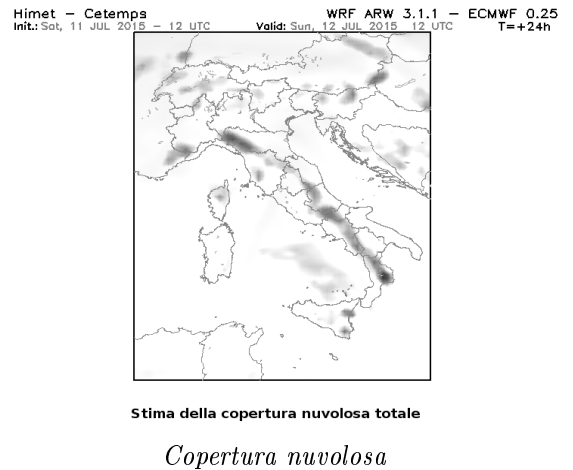 Himet – Cetemps WRF ARW 3.1.1 – ECMWF 0.25
Init.: Sat, 11 JUL 2015 – 12 UTC Valid: Sun, 12 JUL 2015 12 UTC T=+24h
Stima della copertura nuvolosa totale
Copertura nuvolosa